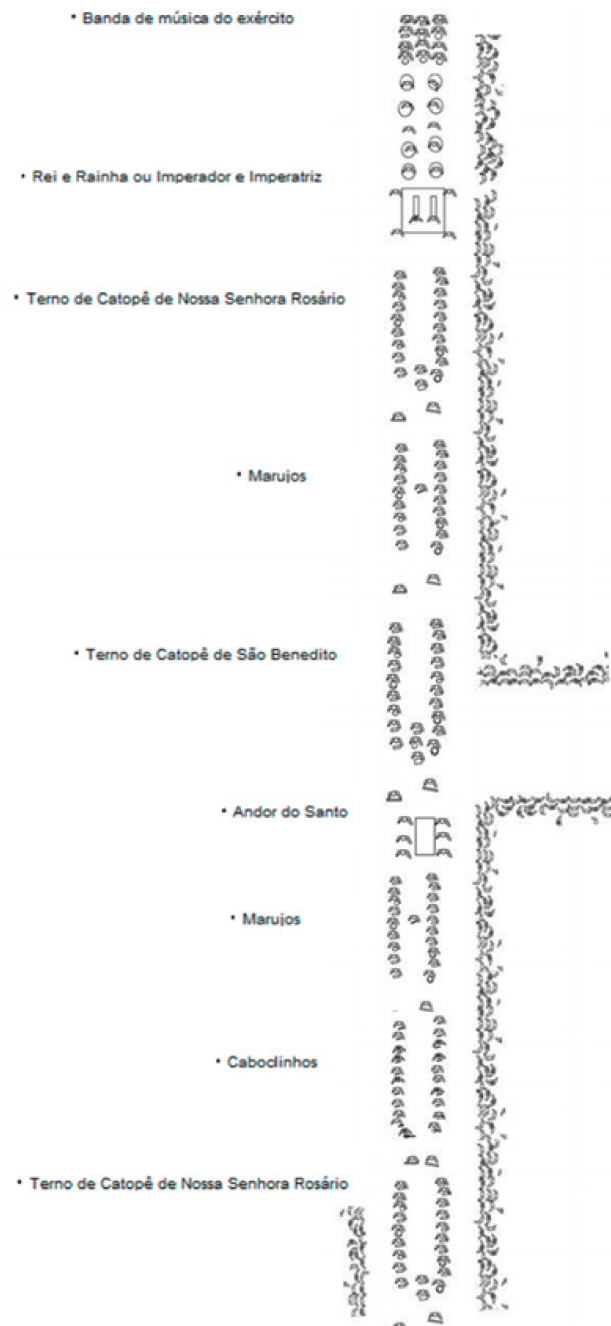 • Banda de música do exército
• Rei e Rainha ou Imperador e Imperatriz
• Terno de Catopê de Nossa Senhora Rosário
• Marujos
• Terno de Catopê de São Benedito
• Andor do Santo
• Marujos
• Caboclinhos
• Terno de Catopê de Nossa Senhora Rosário